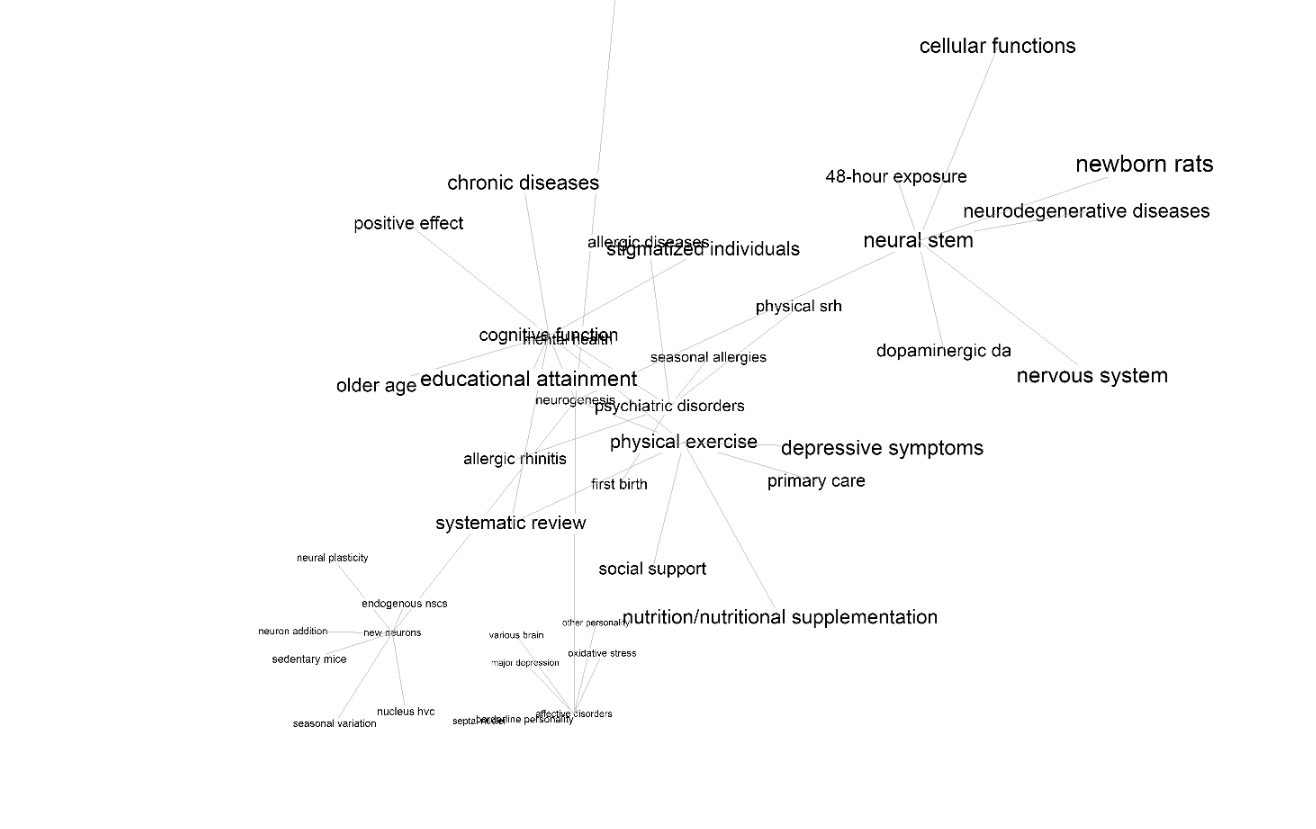 cellular functions
newborn rats
48-hour exposure
chronic diseases
neurodegenerative diseases
positive effect
neural stem
allergic diseases
stigmatized individuals
physical srh
cognitive function
mental health
dopaminergic da
seasonal allergies
nervous system
educational attainment
older age
neurogenesis
psychiatric disorders
physical exercise
depressive symptoms
allergic rhinitis
primary care
first birth
systematic review
neural plasticity
social support
endogenous nscs
nutrition/nutritional supplementation
other personality
neuron addition
new neurons
various brain
oxidative stress
sedentary mice
major depression
nucleus hvc
affective disorders
borderline personality
septal nuclei
seasonal variation